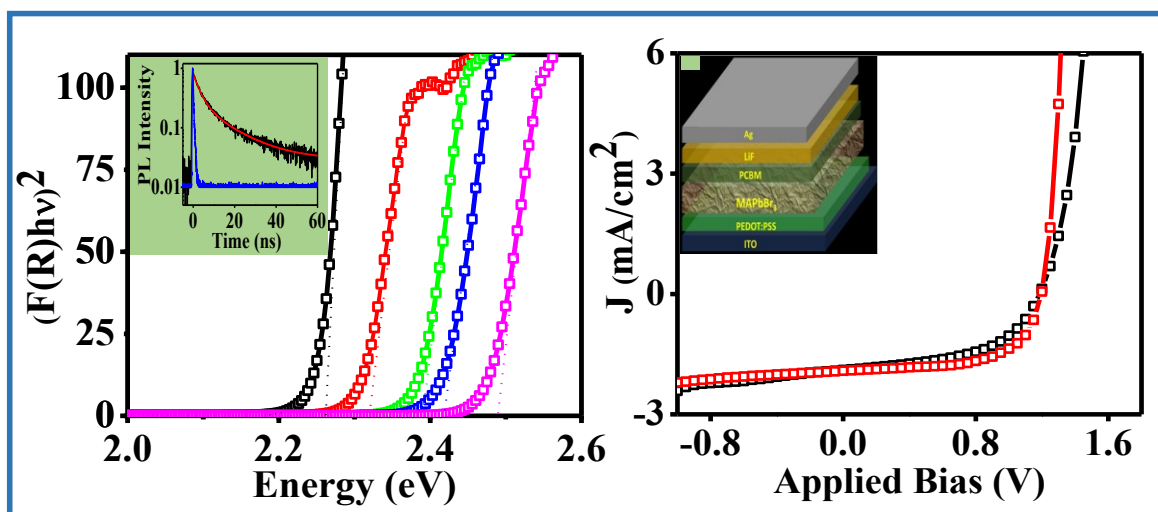 (F(R)hν)²
100
75
50
25
0
2.0
2.2
2.4
2.6
Energy (eV)
PL Intensity
1
0.1
0.01
0
20
40
60
Time (ns)
J (mA/cm²)
6
3
0
-3
-0.8
0.0
0.8
1.6
Applied Bias (V)
Ag
LiF
PCBM
MAPbBr₃
PEDOT:PSS
ITO